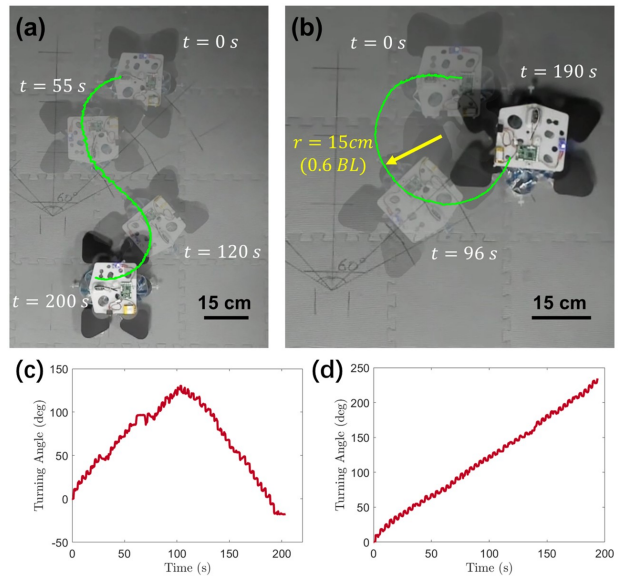 (a)
t = 0 s
t = 55 s
t = 120 s
t = 200 s
60°
15 cm
(b)
t = 0 s
t = 190 s
r = 15cm
(0.6 BL)
t = 96 s
60°
15 cm
(c)
150
100
50
0
-50
Turning Angle (deg)
0
50
100
150
200
Time (s)
(d)
250
200
150
100
50
0
Turning Angle (deg)
0
50
100
150
200
Time (s)